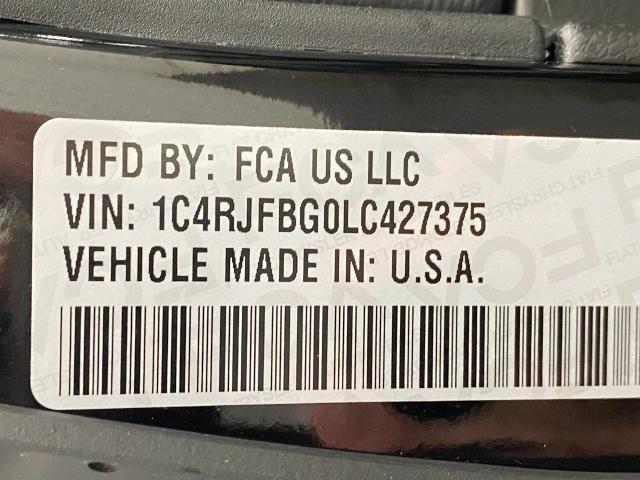 MFD BY: FCA US LLC
VIN: 1C4RJFBG0LC427375
VEHICLE MADE IN: U.S.A.